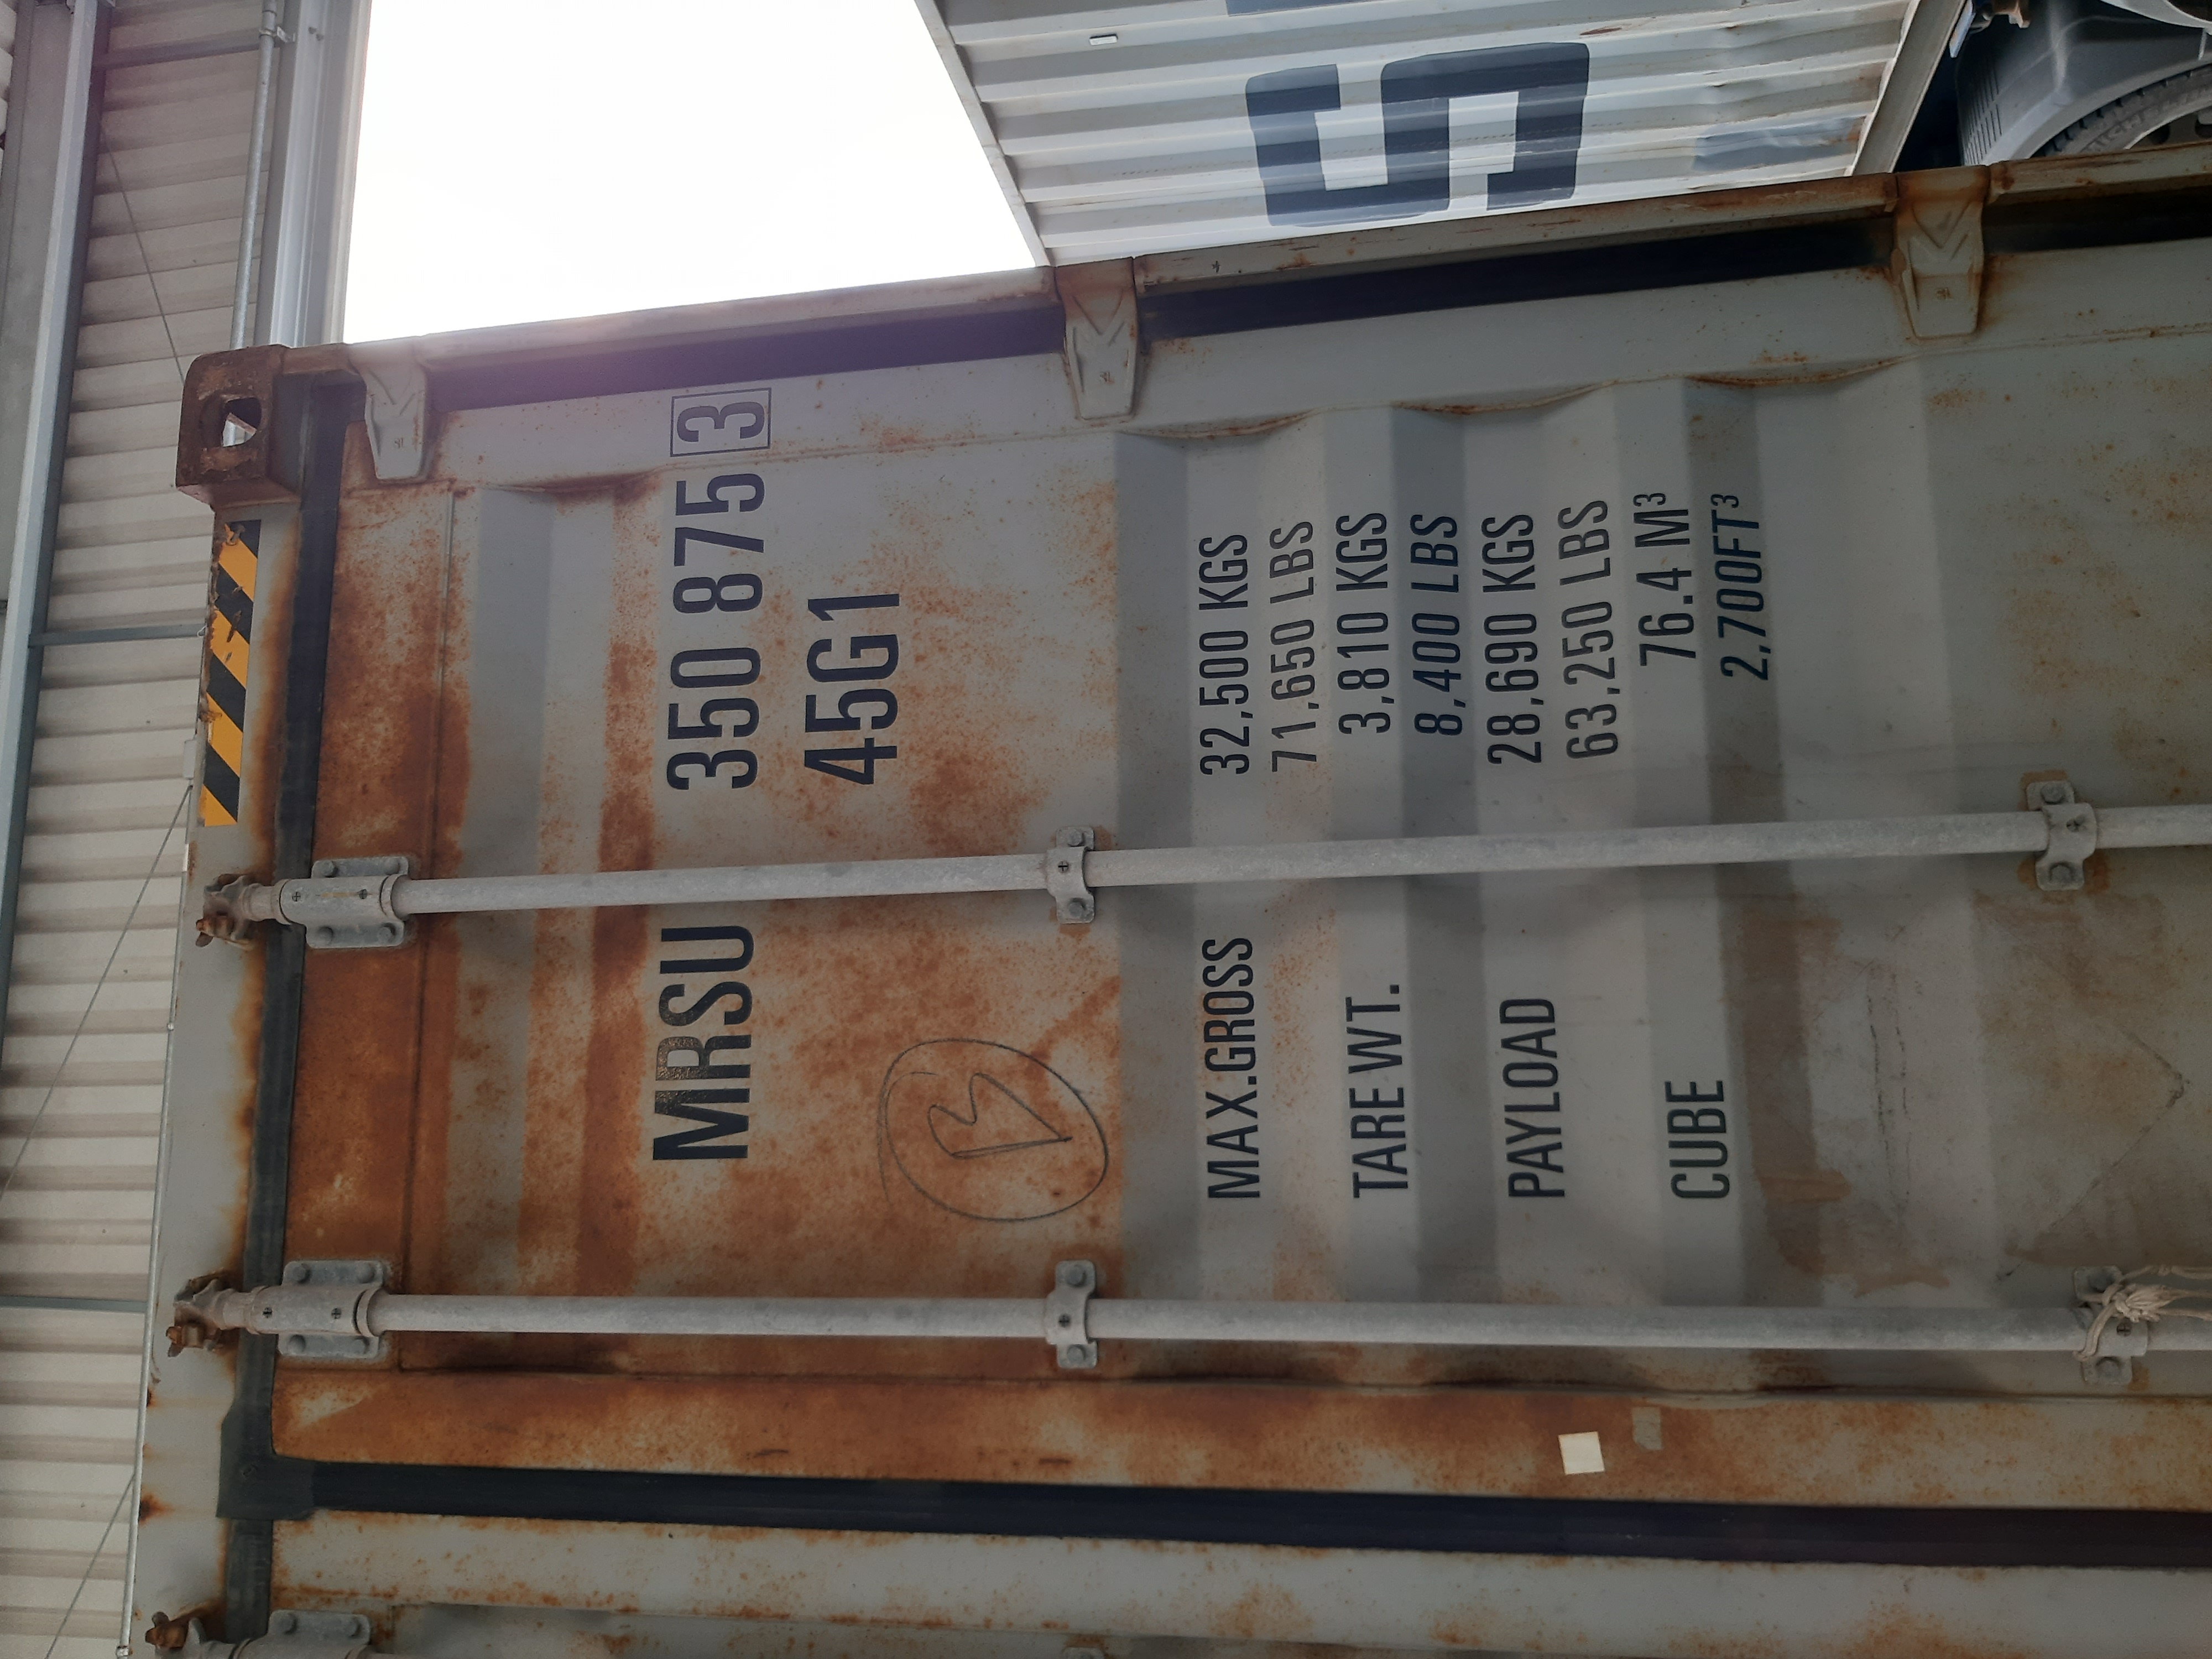 MRSU 350 875 3
45G1
B
MAX.GROSS 32,500 KGS
71,650 LBS
TARE WT. 3,810 KGS
8,400 LBS
PAYLOAD 28,690 KGS
63,250 LBS
CUBE 76.4 M³
2,700FT³
G